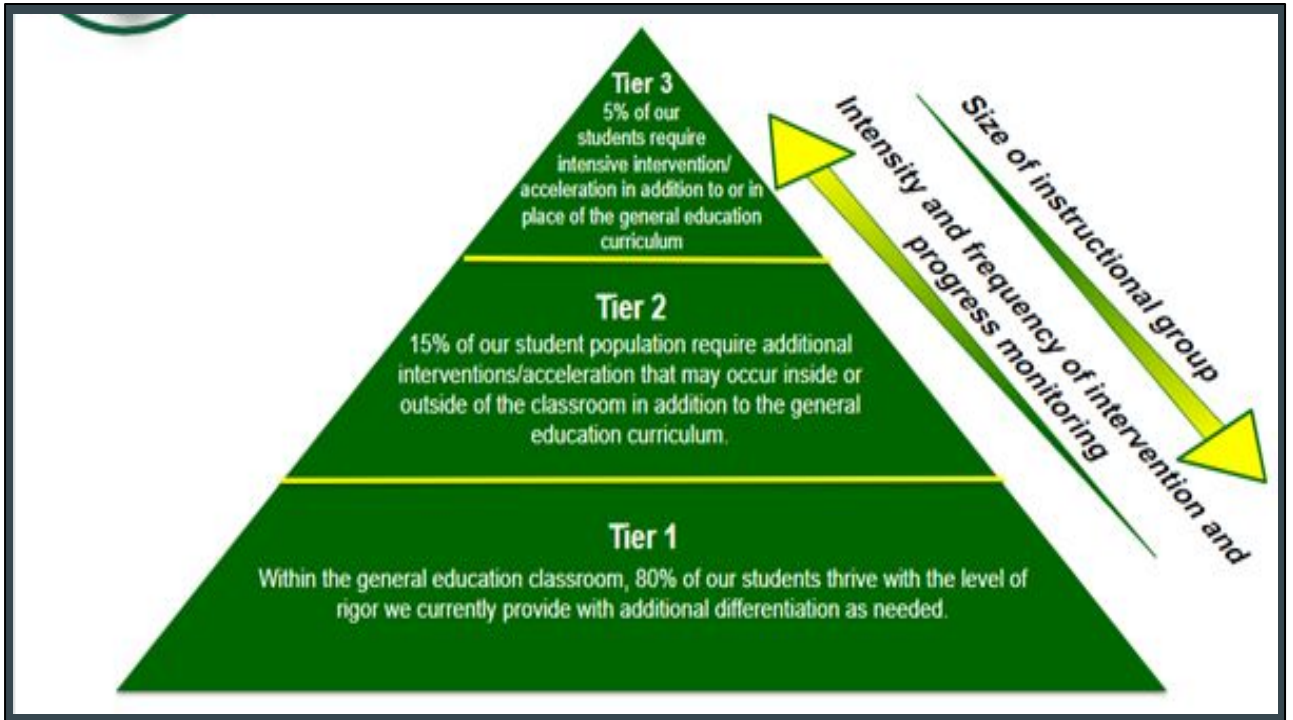 Tier 3
5% of our
students require
intensive intervention/
acceleration in addition to or in
place of the general education
curriculum
Tier 2
15% of our student population require additional
interventions/acceleration that may occur inside or
outside of the classroom in addition to the general
education curriculum.
Tier 1
Within the general education classroom, 80% of our students thrive with the level of
rigor we currently provide with additional differentiation as needed.
Intensity and frequency of intervention and
progress monitoring
Size of instructional group